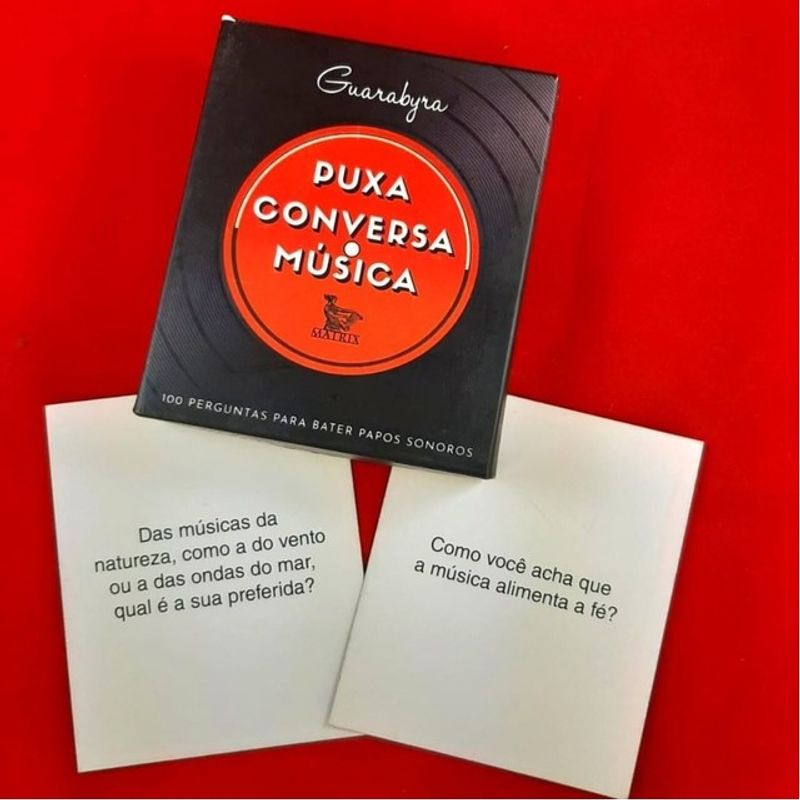 Guarabyra
PUXA
CONVERSA
MÚSICA
MATRIX
100 PERGUNTAS PARA BATER PAPOS SONOROS
Das músicas da
natureza, como a do vento
ou a das ondas do mar,
qual é a sua preferida?
Como você acha que
a música alimenta a fé?